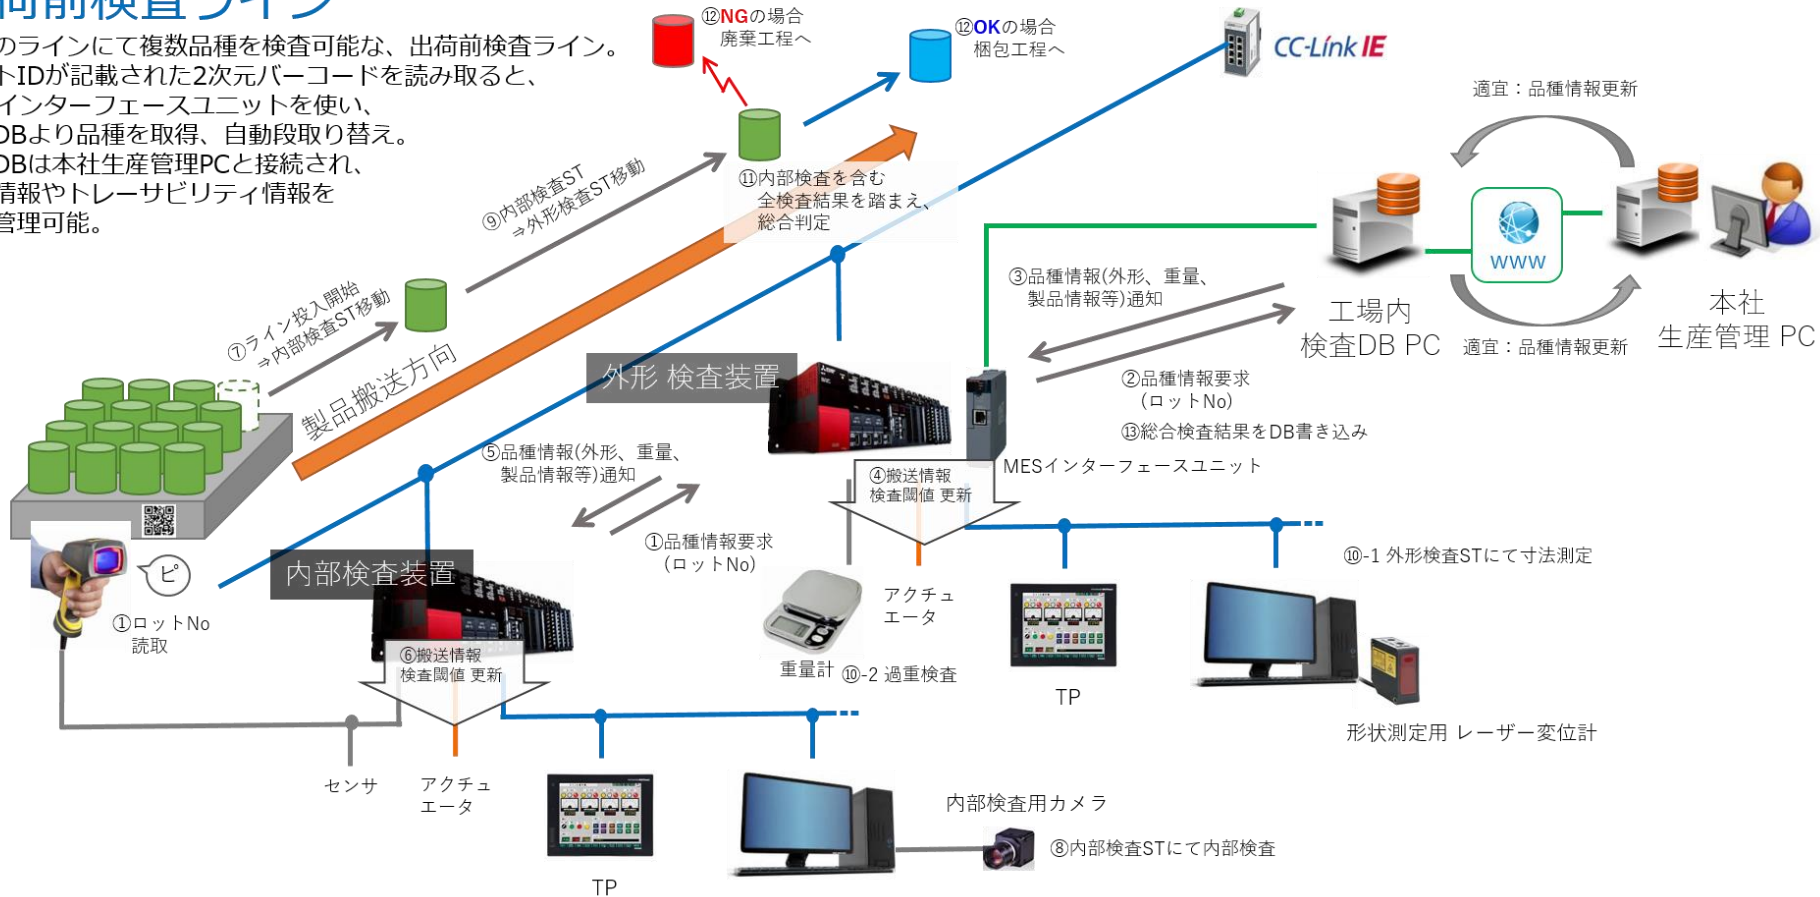 荷前検査ライン
のラインにて複数品種を検査可能な、出荷前検査ライン。
トIDが記載された2次元バーコードを読み取ると、
インターフェースユニットを使い、
DBより品種を取得、自動段取り替え。
DBは本社生産管理PCと接続され、
情報やトレーサビリティ情報を
管理可能。
⑫NGの場合
廃棄工程へ
⑫OKの場合
梱包工程へ
CC-Link IE
適宜：品種情報更新
⑨内部検査ST
⇒外形検査ST移動
⑪内部検査を含む
全検査結果を踏まえ、
総合判定
www
③品種情報(外形、重量、
製品情報等)通知
工場内
検査DB PC
本社
生産管理 PC
適宜：品種情報更新
⑦ライン投入開始
⇒内部検査ST移動
製品搬送方向
外形 検査装置
②品種情報要求
(ロットNo)
⑬総合検査結果をDB書き込み
MESインターフェースユニット
⑤品種情報(外形、重量、
製品情報等)通知
④搬送情報
検査閾値 更新
①品種情報要求
(ロットNo)
⑩-1 外形検査STにて寸法測定
内部検査装置
ピ
①ロットNo
読取
アクチュ
エータ
⑥搬送情報
検査閾値 更新
重量計
⑩-2 過重検査
TP
形状測定用 レーザー変位計
センサ
アクチュ
エータ
内部検査用カメラ
⑧内部検査STにて内部検査
TP